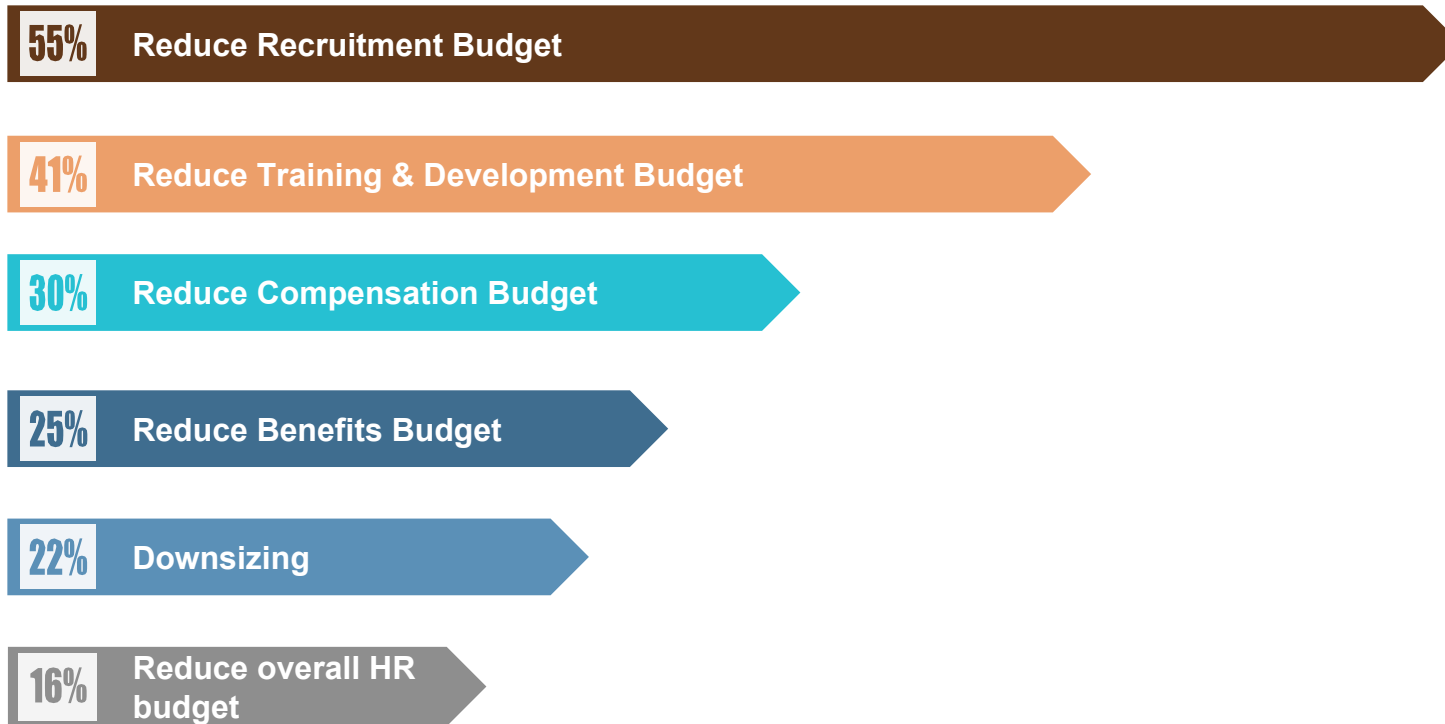 55% Reduce Recruitment Budget
41% Reduce Training & Development Budget
30% Reduce Compensation Budget
25% Reduce Benefits Budget
22% Downsizing
16% Reduce overall HR
budget